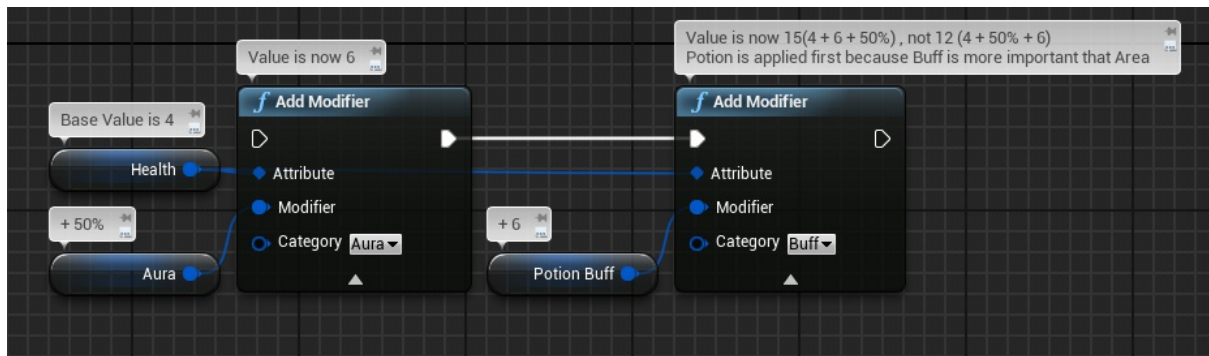 Value is now 15(4 + 6 + 50%) , not 12 (4 + 50% + 6)
Potion is applied first because Buff is more important that Area
Value is now 6
Base Value is 4
f Add Modifier
f Add Modifier
Health
Attribute
Attribute
+ 50%
Modifier
+ 6
Modifier
Category Aura
Category Buff
Aura
Potion Buff